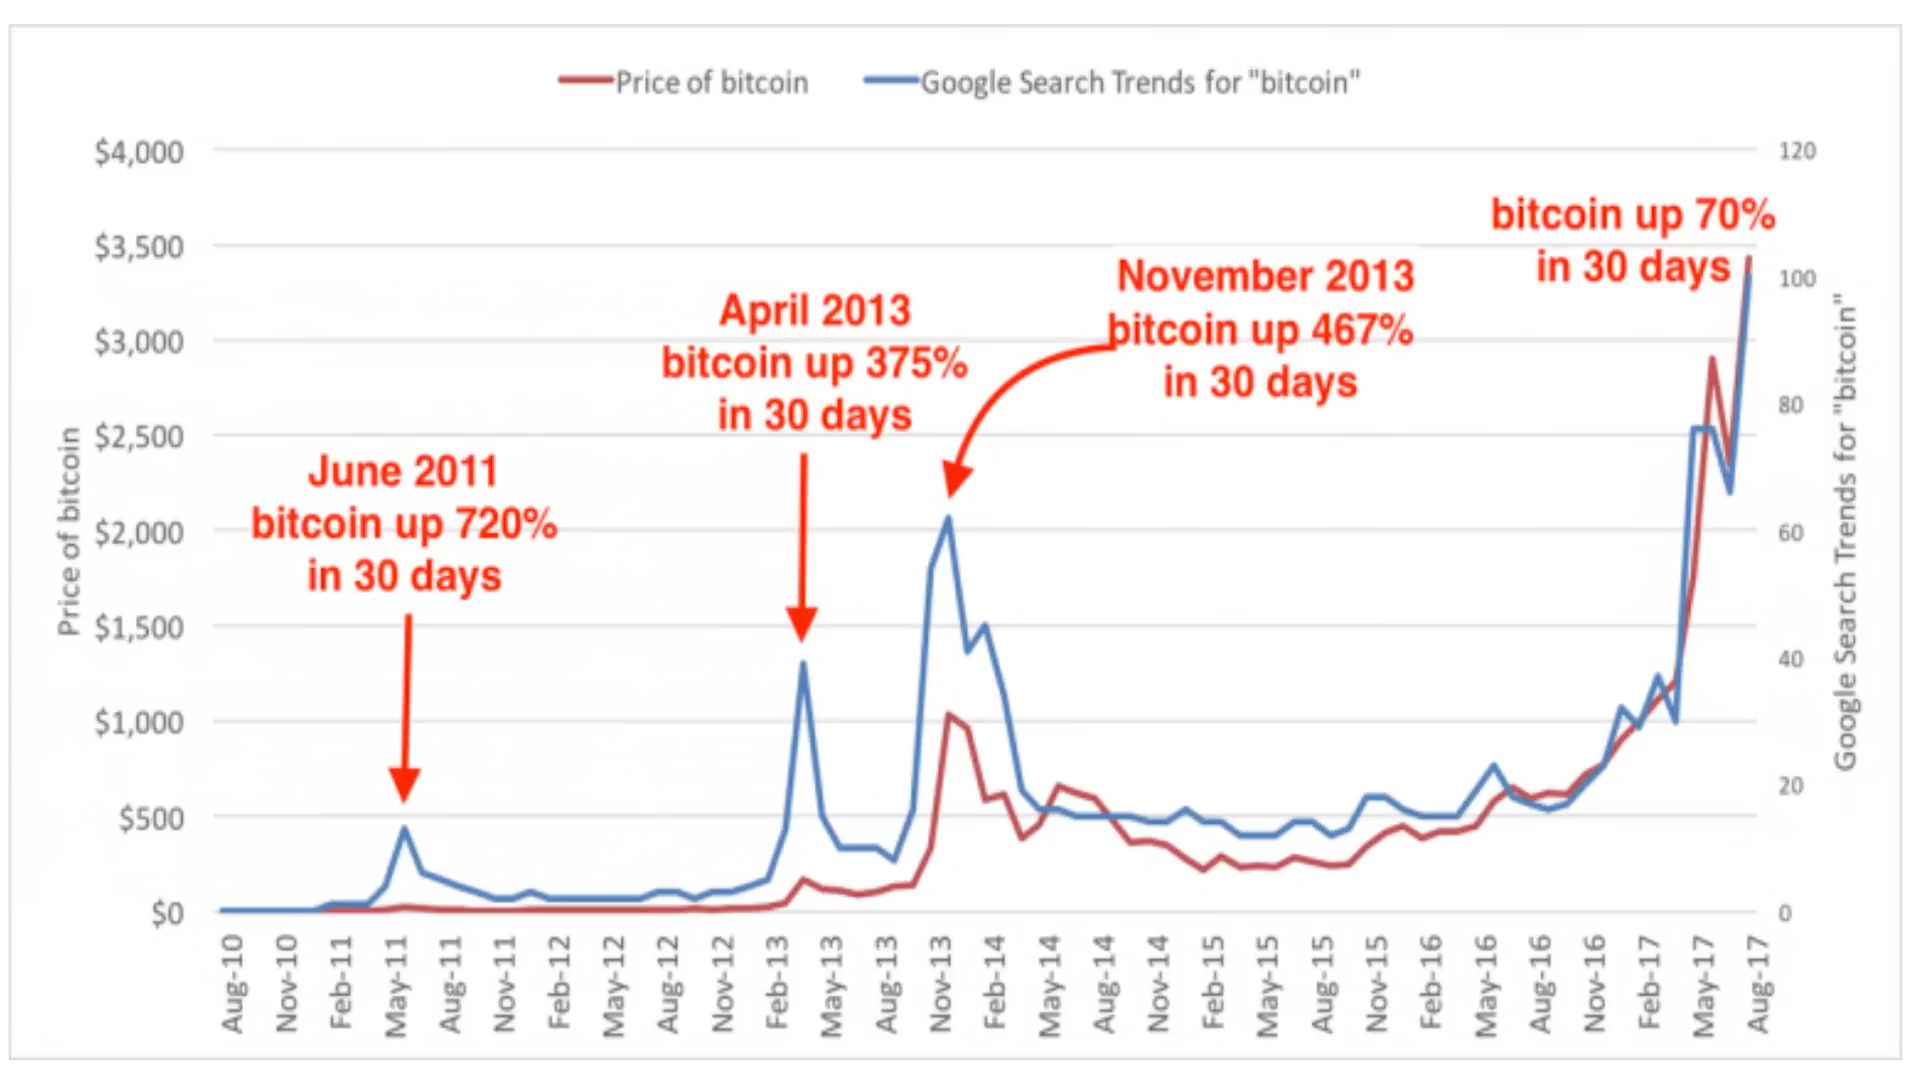 Price of bitcoin
Google Search Trends for "bitcoin"
$4,000
$3,500
$3,000
$2,500
$2,000
$1,500
$1,000
$500
$0
Price of bitcoin
120
100
80
60
40
20
0
Google Search Trends for "bitcoin"
June 2011
bitcoin up 720%
in 30 days
April 2013
bitcoin up 375%
in 30 days
November 2013
bitcoin up 467%
in 30 days
bitcoin up 70%
in 30 days
Aug-10
Nov-10
Feb-11
May-11
Aug-11
Nov-11
Feb-12
May-12
Aug-12
Nov-12
Feb-13
May-13
Aug-13
Nov-13
Feb-14
May-14
Aug-14
Nov-14
Feb-15
May-15
Aug-15
Nov-15
Feb-16
May-16
Aug-16
Nov-16
Feb-17
May-17
Aug-17